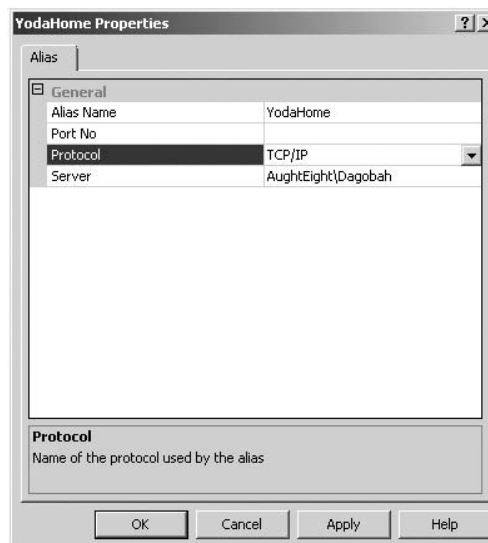 YodaHome Properties
Alias
General
Alias Name YodaHome
Port No
Protocol TCP/IP
Server AughtEight\Dagobah
Protocol
Name of the protocol used by the alias
OK Cancel Apply Help